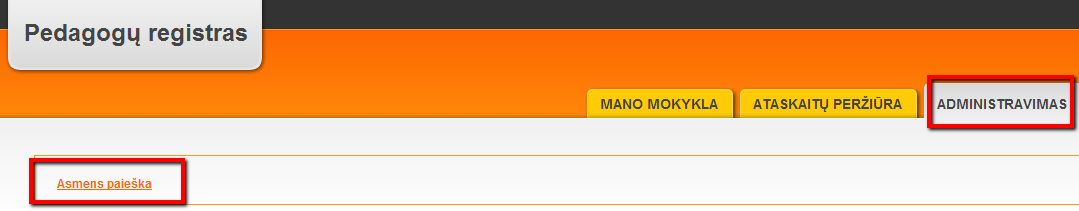 Pedagogų registras
MANO MOKYKLA ATASKAITŲ PERŽIŪRA ADMINISTRAVIMAS
Asmens paieška